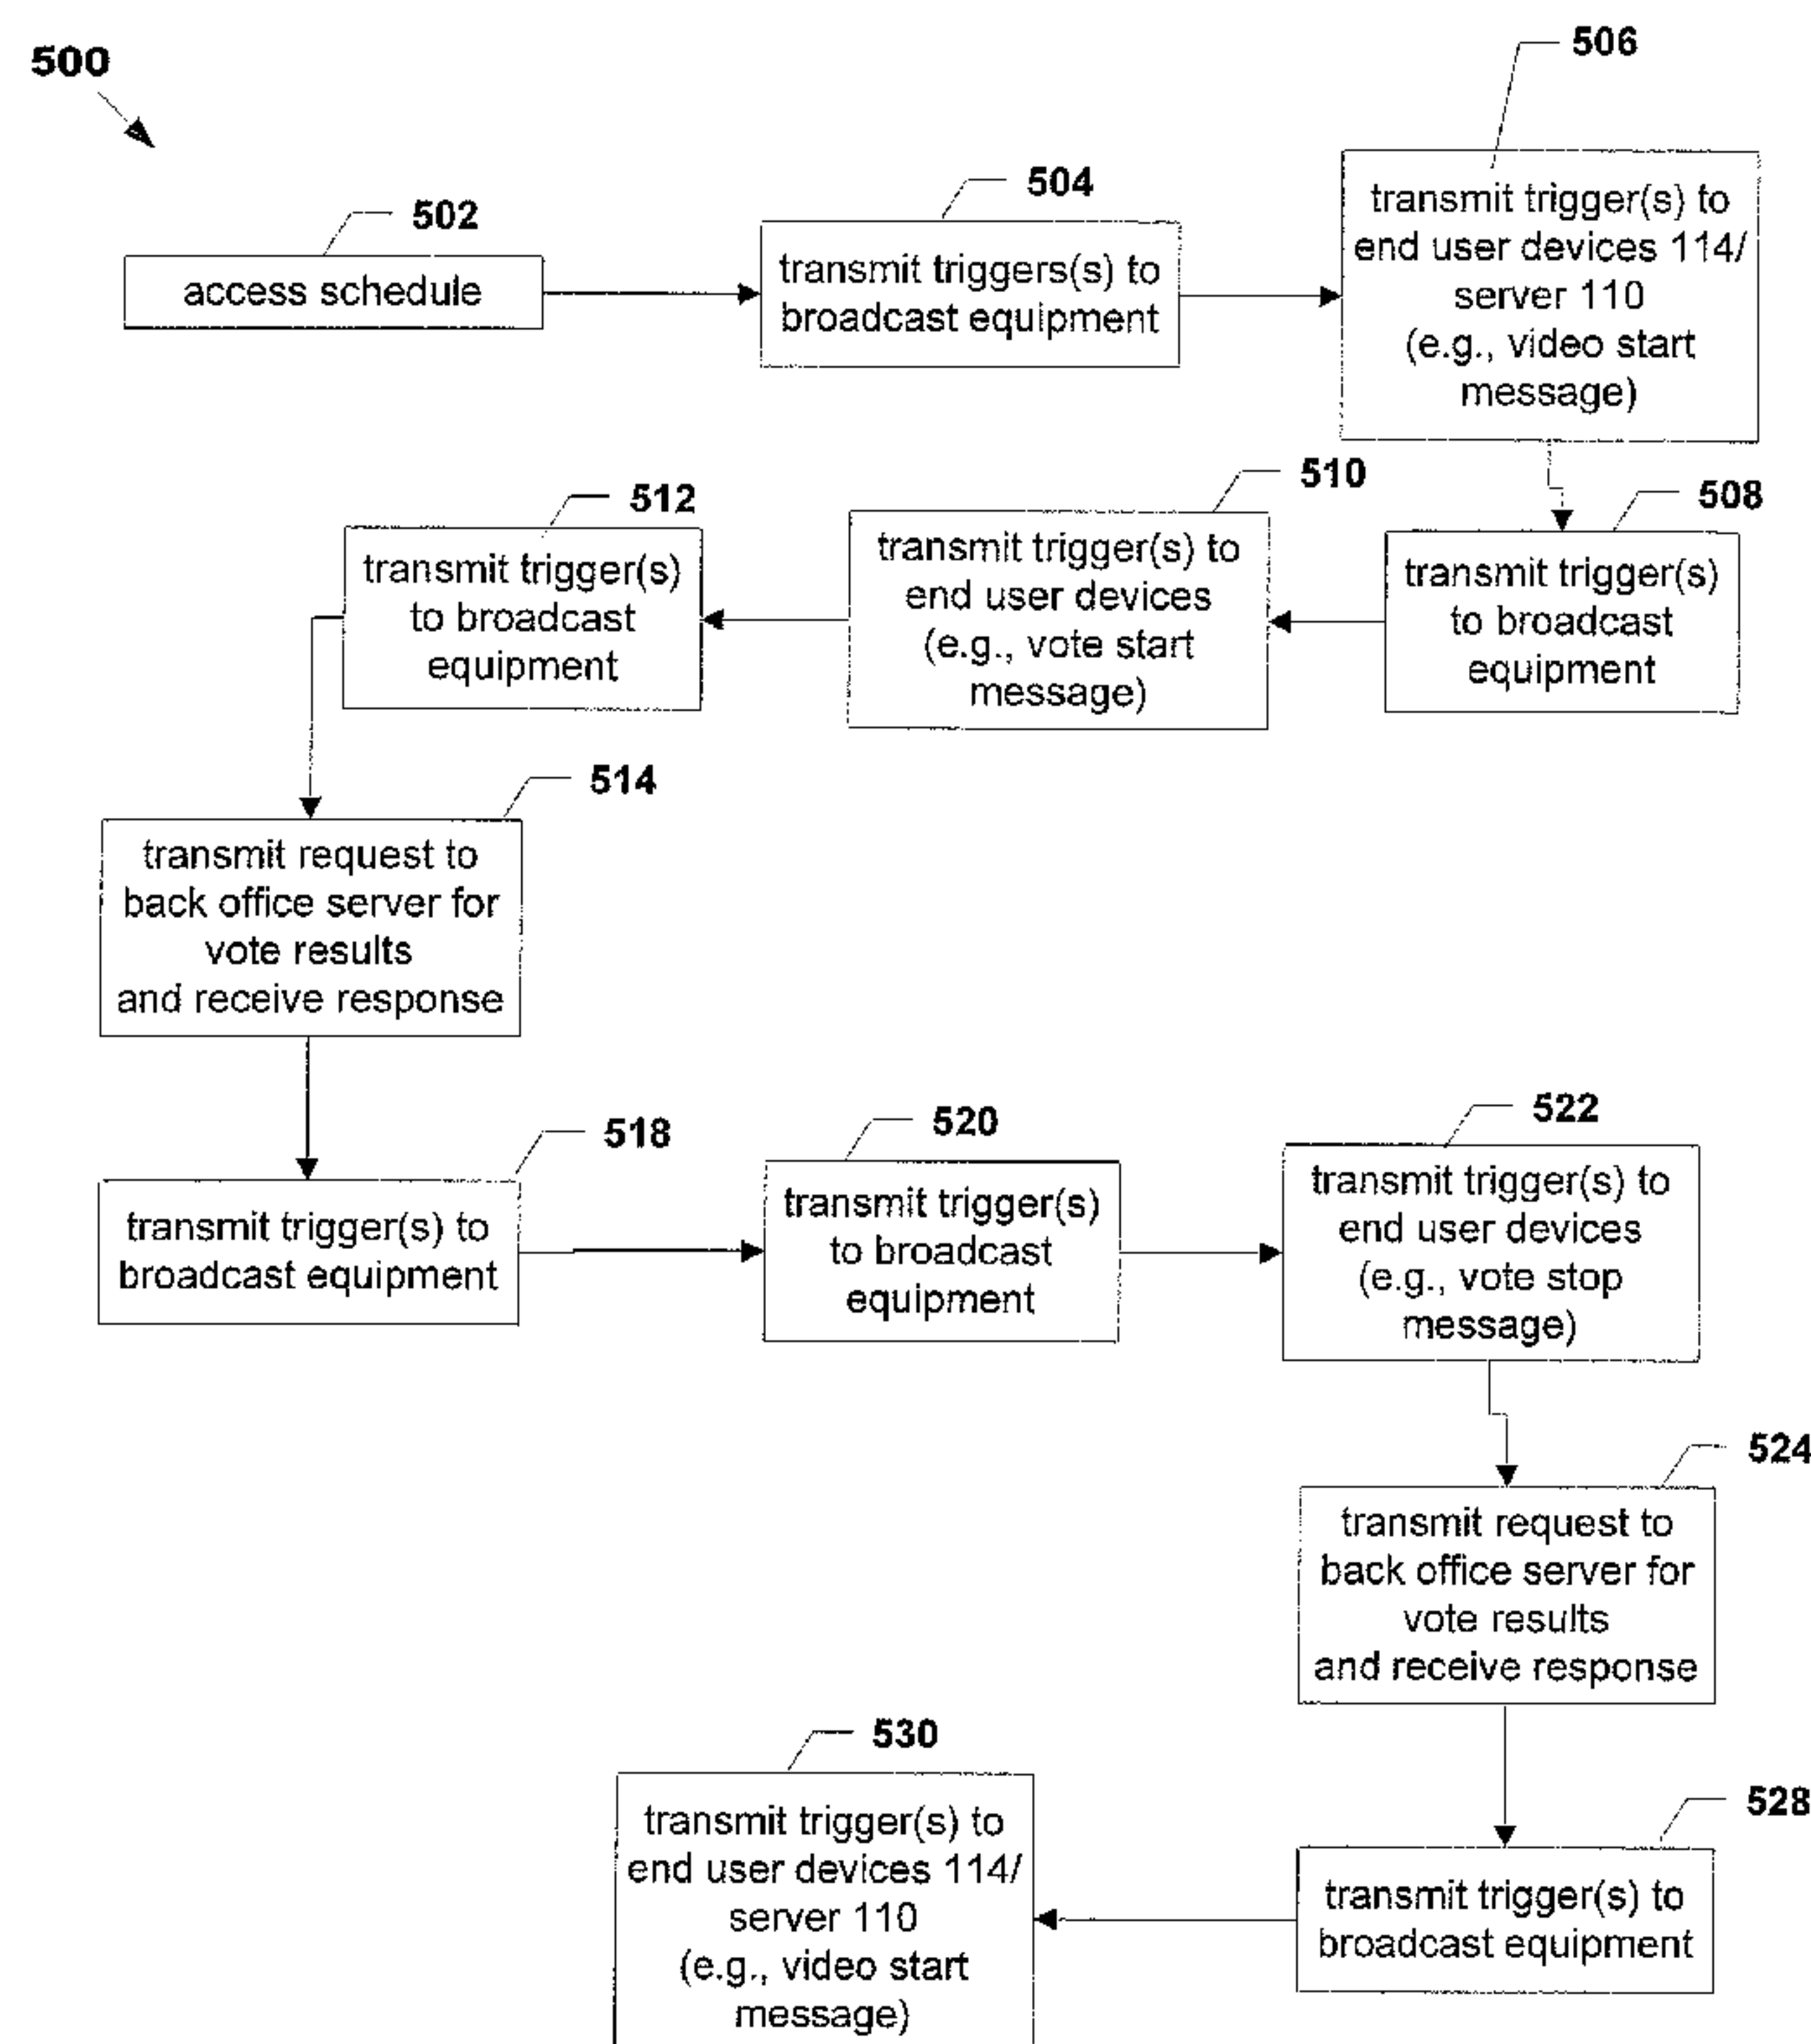 500
502
access schedule
504
transmit triggers(s) to
broadcast equipment
506
transmit trigger(s) to
end user devices 114/
server 110
(e.g., video start
message)
508
transmit trigger(s)
to broadcast
equipment
510
transmit trigger(s) to
end user devices
(e.g., vote start
message)
512
transmit trigger(s)
to broadcast
equipment
514
transmit request to
back office server for
vote results
and receive response
518
transmit trigger(s) to
broadcast equipment
520
transmit trigger(s)
to broadcast
equipment
522
transmit trigger(s) to
end user devices
(e.g., vote stop
message)
524
transmit request to
back office server for
vote results
and receive response
528
transmit trigger(s) to
broadcast equipment
530
transmit trigger(s) to
end user devices 114/
server 110
(e.g., video start
message)